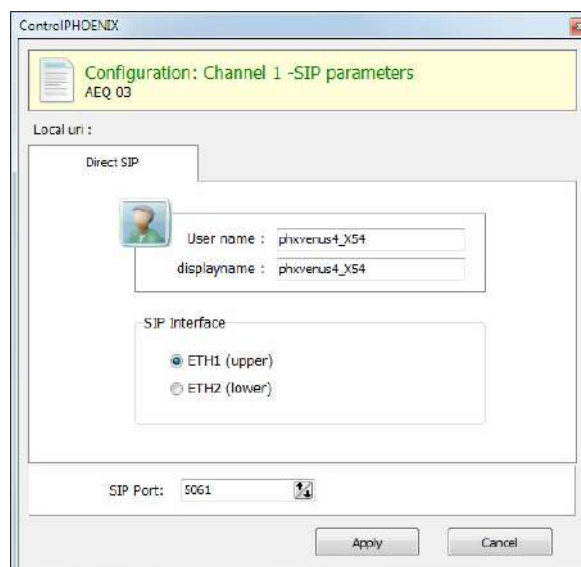 ControlPHOENIX
Configuration: Channel 1 -SIP parameters
AEQ 03
Local uri :
Direct SIP
User name : phxvenus4_X54
displayname : phxvenus4_X54
SIP Interface
ETH1 (upper)
ETH2 (lower)
SIP Port: 5061
Apply Cancel